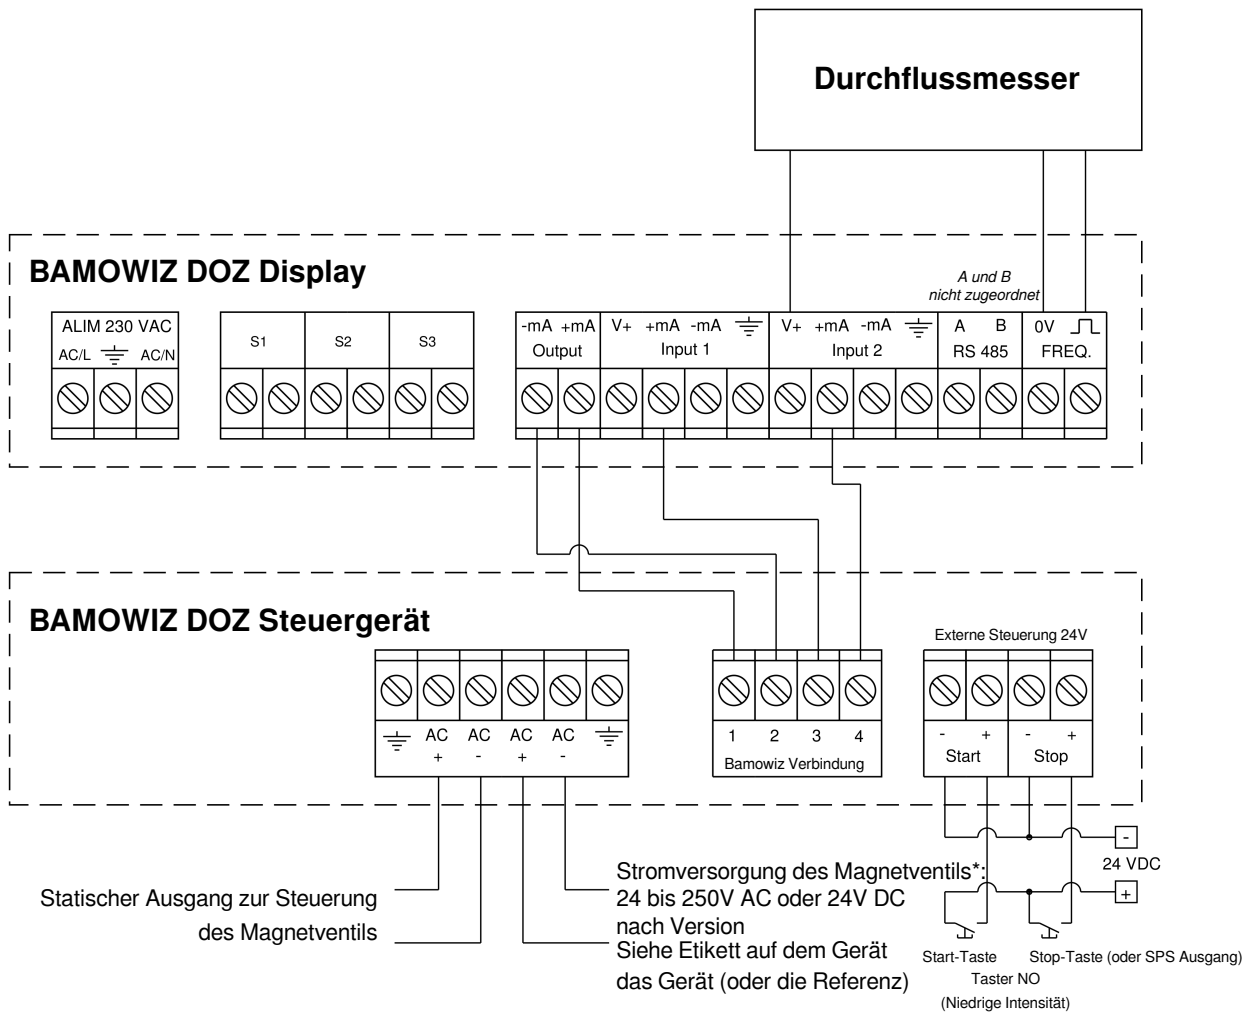 Durchflussmesser
BAMOWIZ DOZ Display
A und B
nicht zugeordnet
ALIM 230 VAC
AC/L AC/N
S1 S2 S3
-mA +mA
Output
V+ +mA -mA
Input 1
V+ +mA -mA
Input 2
A B
RS 485
0V
FREQ.
BAMOWIZ DOZ Steuergerät
Externe Steuerung 24V
AC AC AC AC
+ - + -
1 2 3 4
Bamowiz Verbindung
- + - +
Start Stop
-
24 VDC
+
Statischer Ausgang zur Steuerung
des Magnetventils
Stromversorgung des Magnetventils*:
24 bis 250V AC oder 24V DC
nach Version
Siehe Etikett auf dem Gerät
das Gerät (oder die Referenz)
Start-Taste Stop-Taste (oder SPS Ausgang)
Taster NO
(Niedrige Intensität)